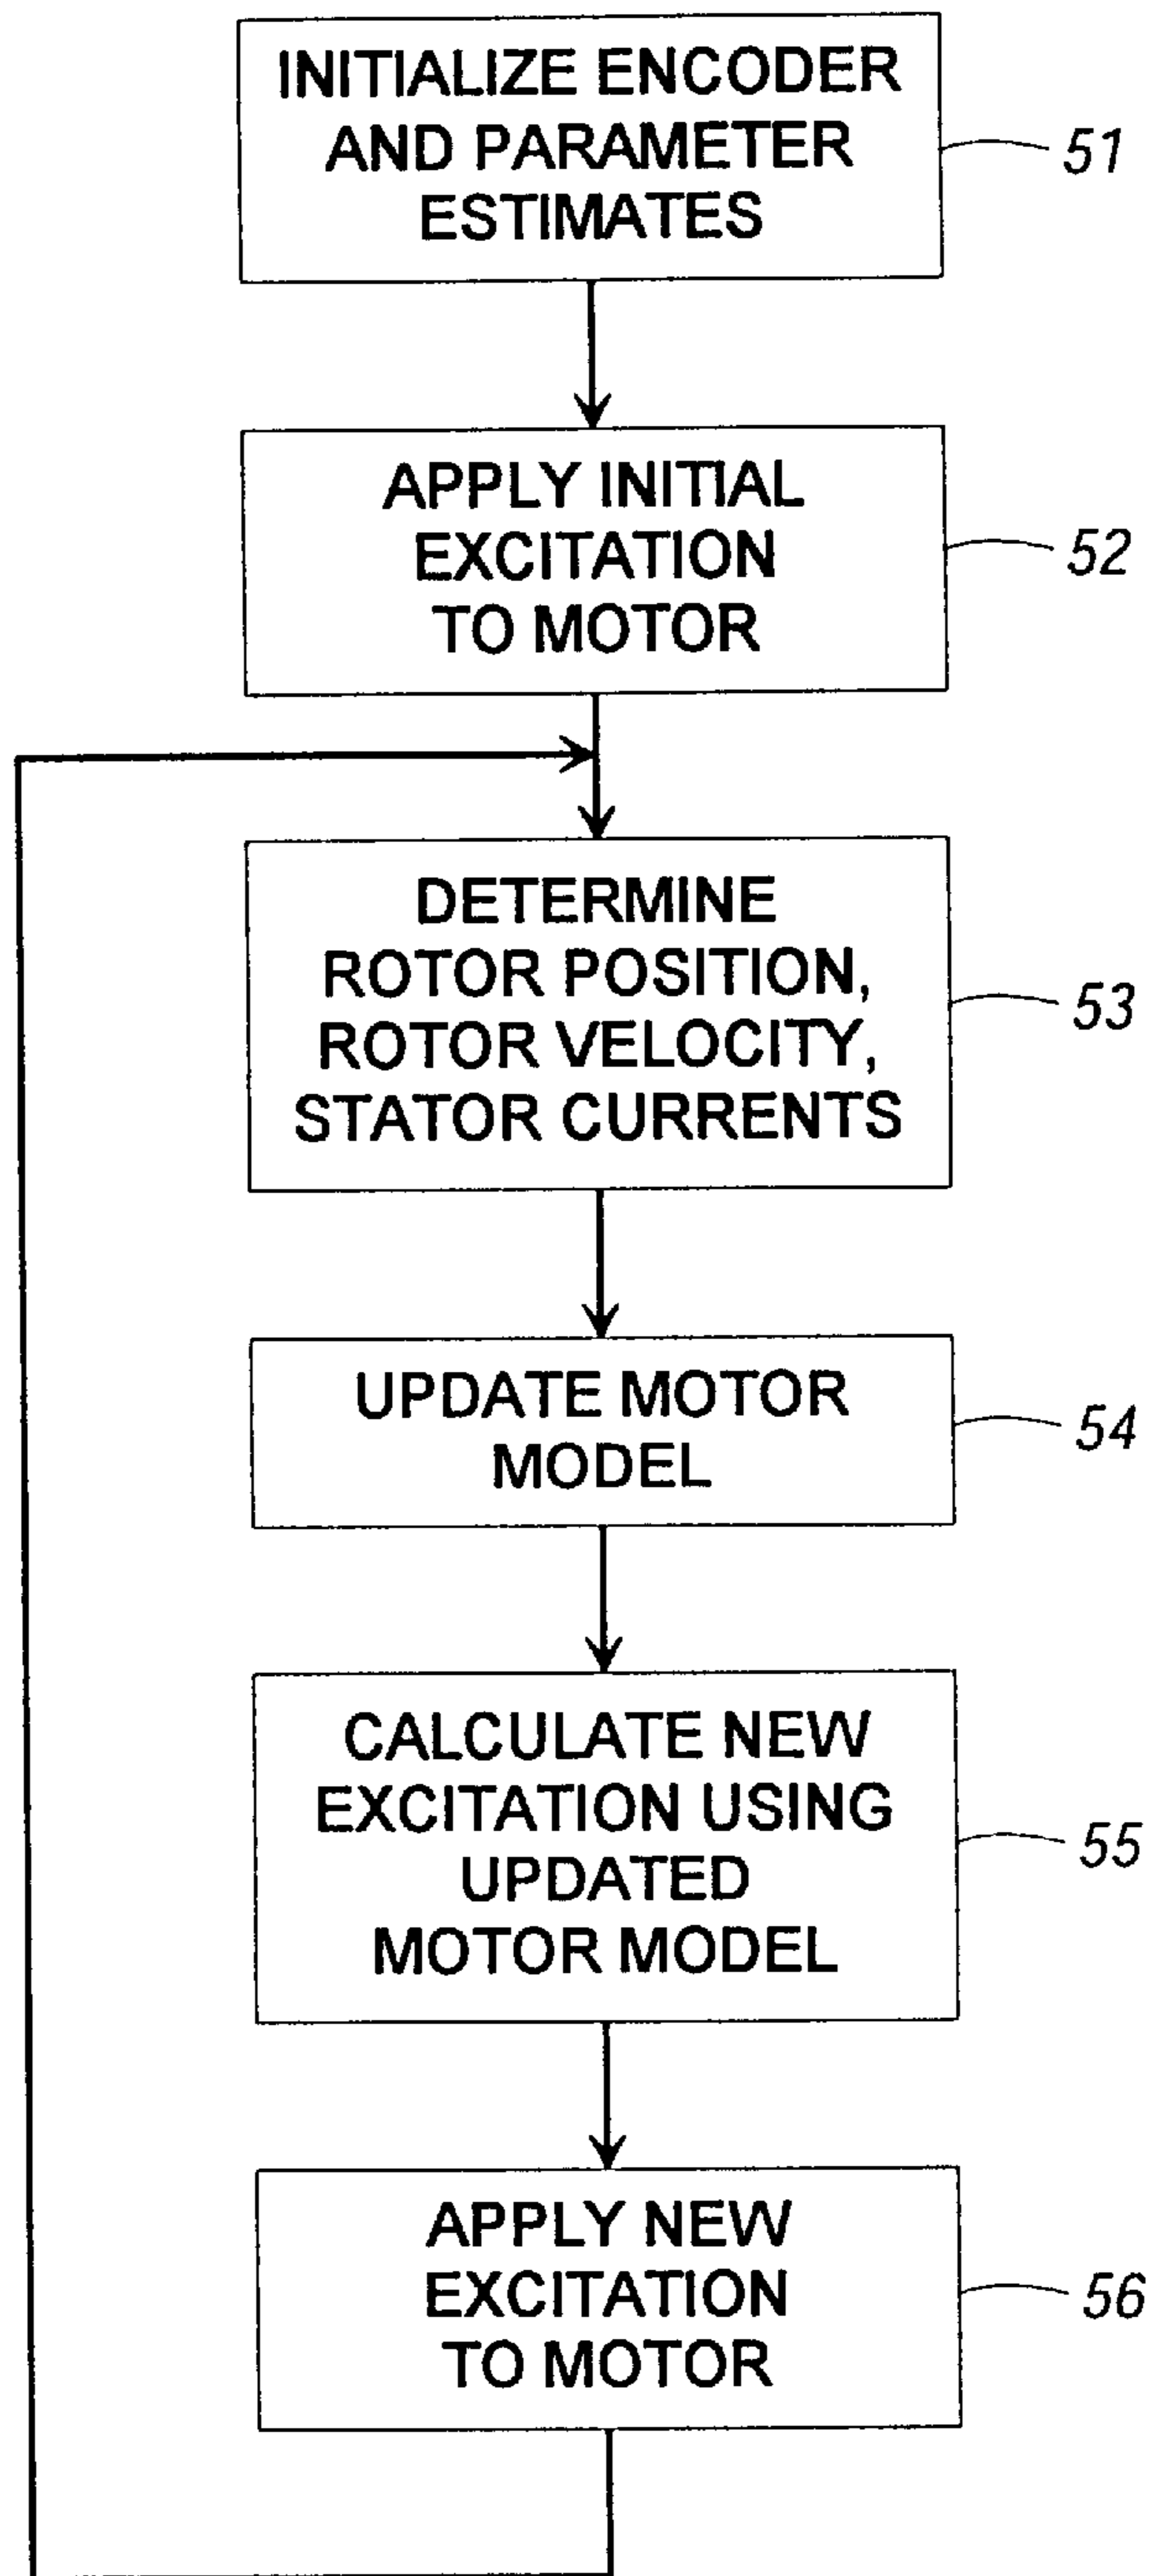 INITIALIZE ENCODER
AND PARAMETER
ESTIMATES
51
APPLY INITIAL
EXCITATION
TO MOTOR
52
DETERMINE
ROTOR POSITION,
ROTOR VELOCITY,
STATOR CURRENTS
53
UPDATE MOTOR
MODEL
54
CALCULATE NEW
EXCITATION USING
UPDATED
MOTOR MODEL
55
APPLY NEW
EXCITATION
TO MOTOR
56